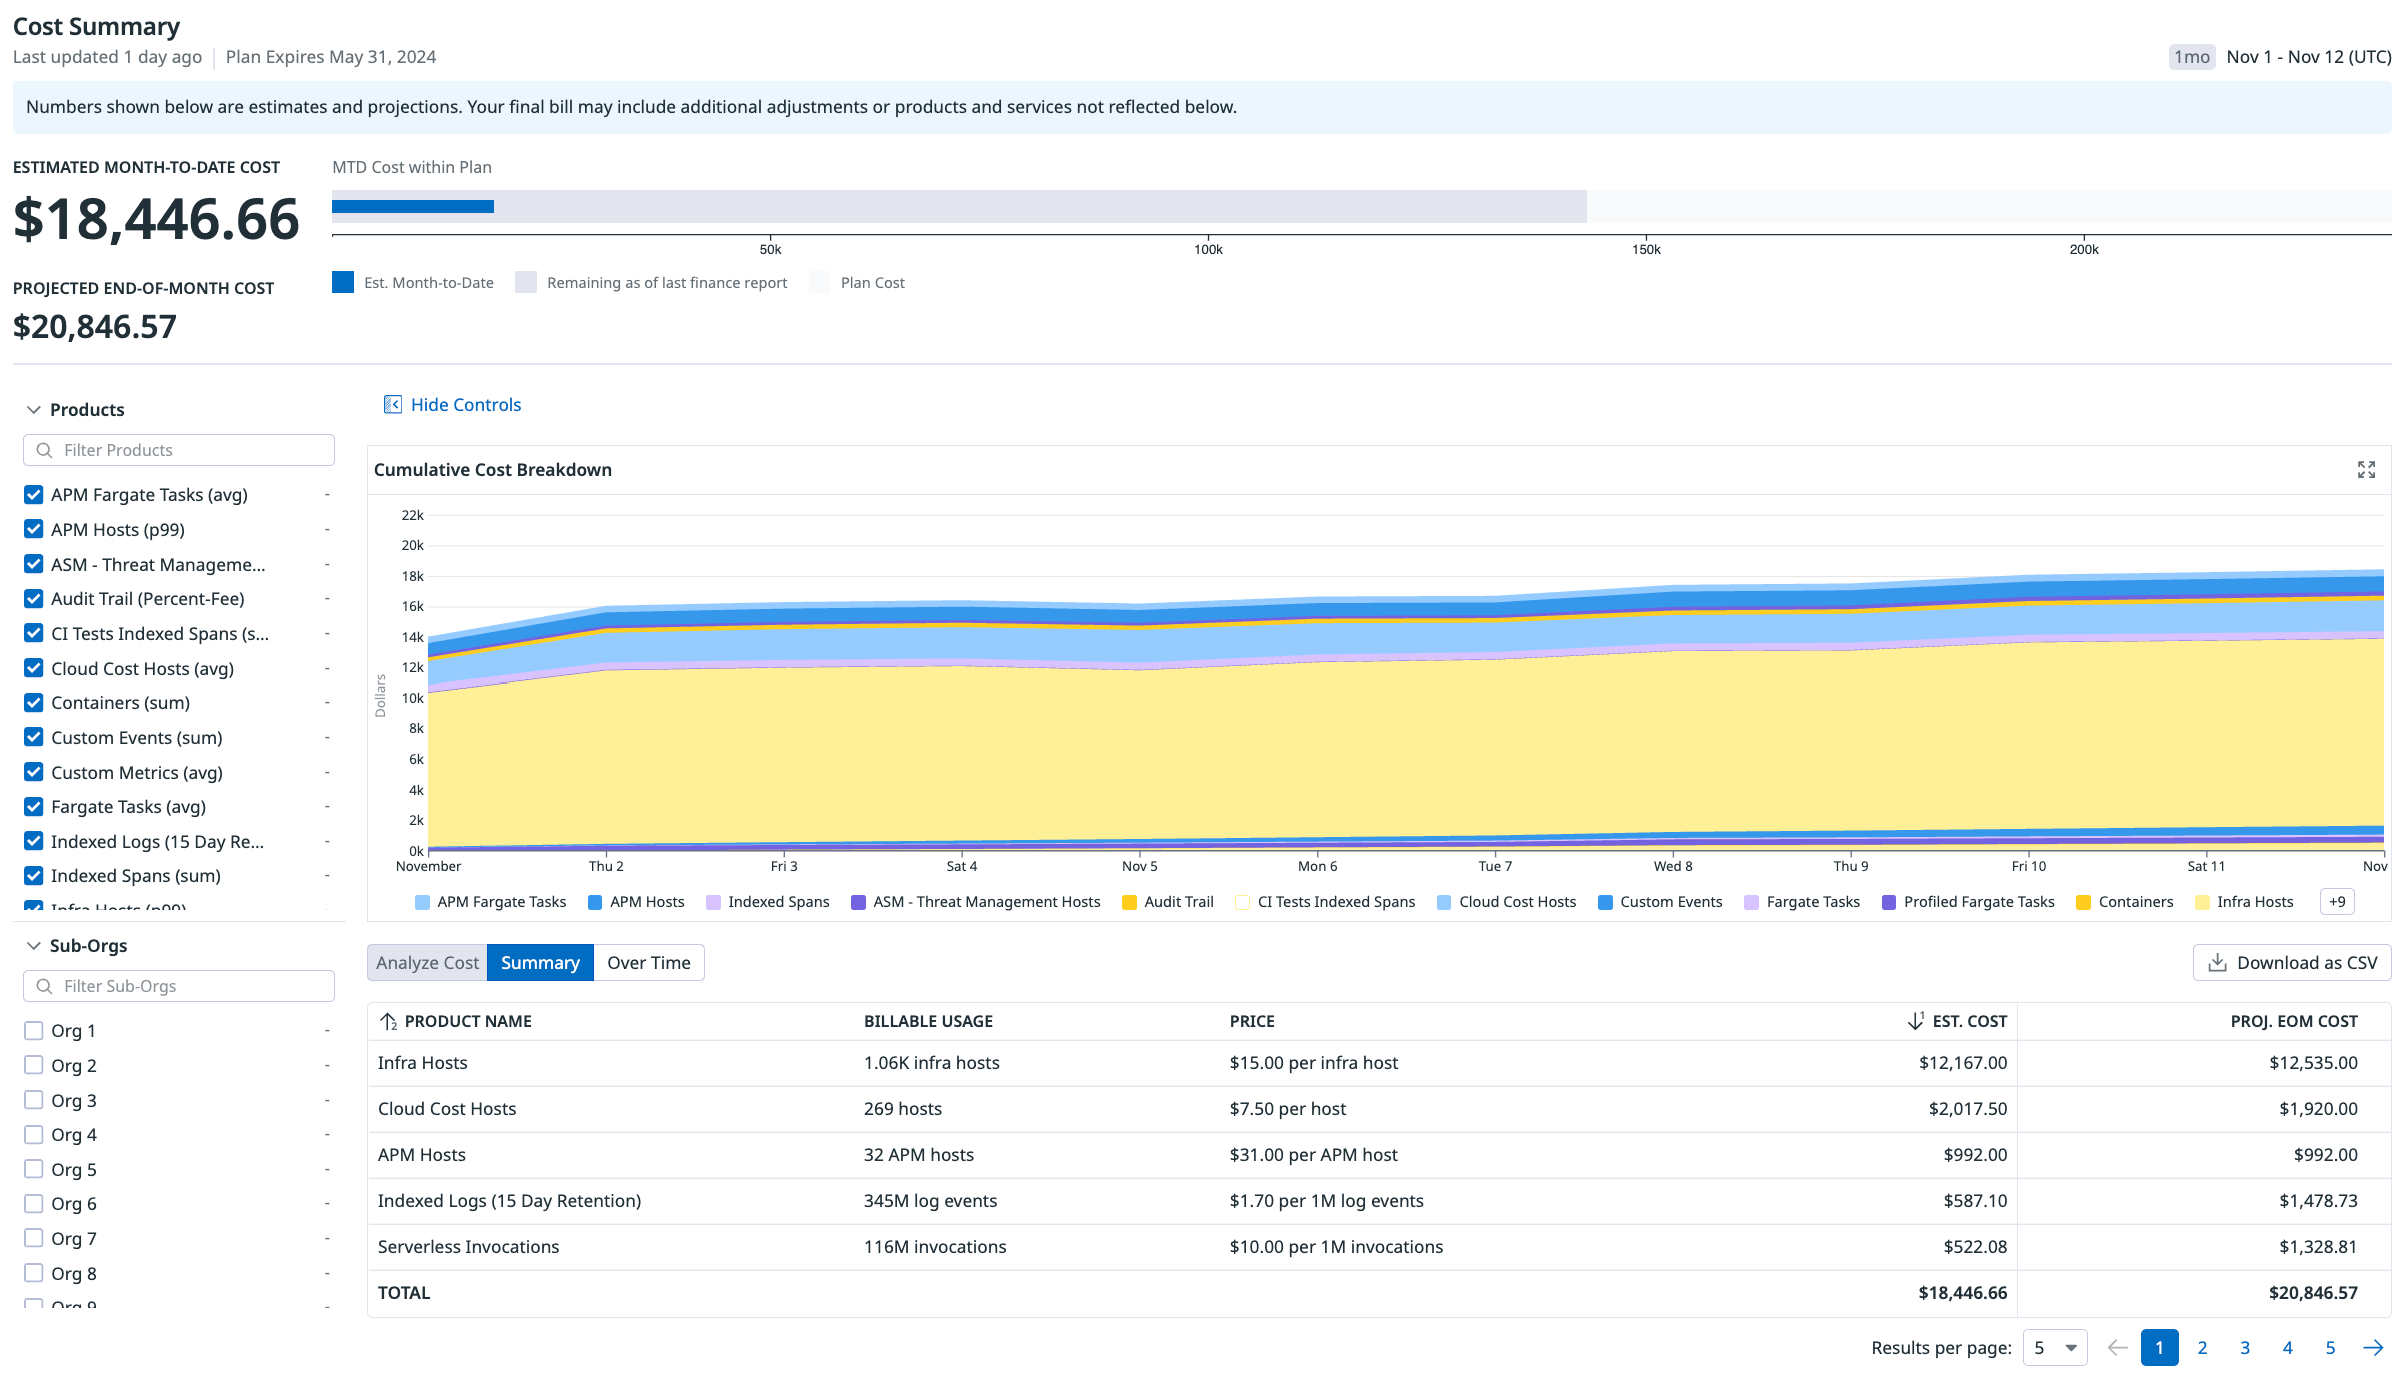 Cost Summary
Last updated 1 day ago | Plan Expires May 31, 2024
1mo Nov 1 - Nov 12 (UTC)
Numbers shown below are estimates and projections. Your final bill may include additional adjustments or products and services not reflected below.
ESTIMATED MONTH-TO-DATE COST
$18,446.66
PROJECTED END-OF-MONTH COST
$20,846.57
MTD Cost within Plan
50k 100k 150k 200k
Est. Month-to-Date Remaining as of last finance report Plan Cost
Products
Filter Products
APM Fargate Tasks (avg) -
APM Hosts (p99) -
ASM - Threat Manageme... -
Audit Trail (Percent-Fee) -
CI Tests Indexed Spans (s... -
Cloud Cost Hosts (avg) -
Containers (sum) -
Custom Events (sum) -
Custom Metrics (avg) -
Fargate Tasks (avg) -
Indexed Logs (15 Day Re... -
Indexed Spans (sum) -
Infra Hosts (p99) -
Sub-Orgs
Filter Sub-Orgs
Org 1 -
Org 2 -
Org 3 -
Org 4 -
Org 5 -
Org 6 -
Org 7 -
Org 8 -
Org 9 -
Hide Controls
Cumulative Cost Breakdown
Dollars
22k
20k
18k
16k
14k
12k
10k
8k
6k
4k
2k
0k
November Thu 2 Fri 3 Sat 4 Nov 5 Mon 6 Tue 7 Wed 8 Thu 9 Fri 10 Sat 11 Nov
APM Fargate Tasks APM Hosts Indexed Spans ASM - Threat Management Hosts Audit Trail CI Tests Indexed Spans Cloud Cost Hosts Custom Events Fargate Tasks Profiled Fargate Tasks Containers Infra Hosts +9
Analyze Cost Summary Over Time
Download as CSV
2 PRODUCT NAME BILLABLE USAGE PRICE 1 EST. COST PROJ. EOM COST
Infra Hosts 1.06K infra hosts $15.00 per infra host $12,167.00 $12,535.00
Cloud Cost Hosts 269 hosts $7.50 per host $2,017.50 $1,920.00
APM Hosts 32 APM hosts $31.00 per APM host $992.00 $992.00
Indexed Logs (15 Day Retention) 345M log events $1.70 per 1M log events $587.10 $1,478.73
Serverless Invocations 116M invocations $10.00 per 1M invocations $522.08 $1,328.81
TOTAL $18,446.66 $20,846.57
Results per page: 5 1 2 3 4 5